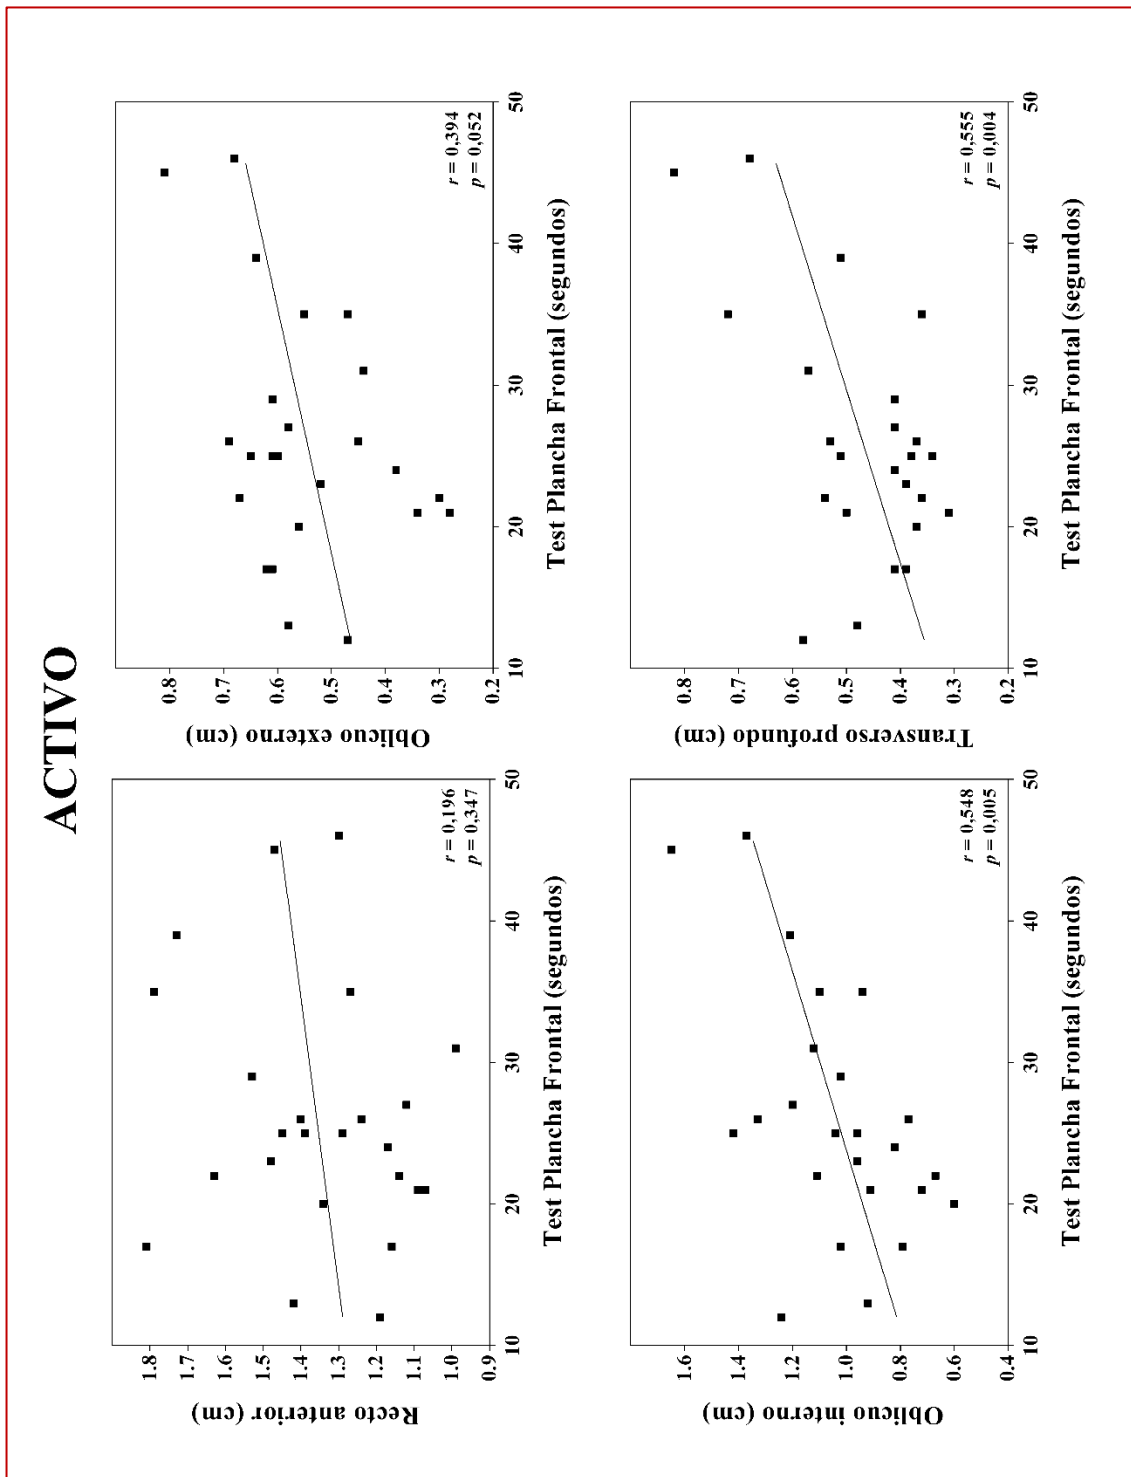 ACTIVO
Recto anterior (cm)
1.8
1.7
1.6
1.5
1.4
1.3
1.2
1.1
1.0
0.9
r = 0,196
p = 0,347
10 20 30 40 50
Test Plancha Frontal (segundos)
Oblicuo externo (cm)
0.8
0.7
0.6
0.5
0.4
0.3
0.2
r = 0,394
p = 0,052
10 20 30 40 50
Test Plancha Frontal (segundos)
Oblicuo interno (cm)
1.6
1.4
1.2
1.0
0.8
0.6
0.4
r = 0,548
p = 0,005
10 20 30 40 50
Test Plancha Frontal (segundos)
Transverso profundo (cm)
0.8
0.7
0.6
0.5
0.4
0.3
0.2
r = 0,555
p = 0,004
10 20 30 40 50
Test Plancha Frontal (segundos)